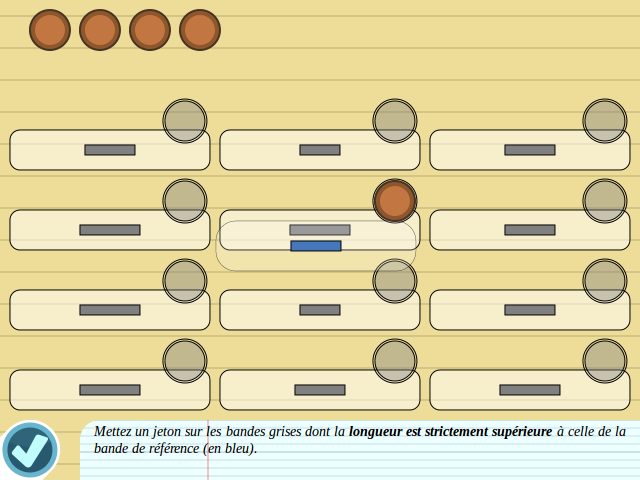 Mettez un jeton sur les bandes grises dont la longueur est strictement supérieure à celle de la
bande de référence (en bleu).